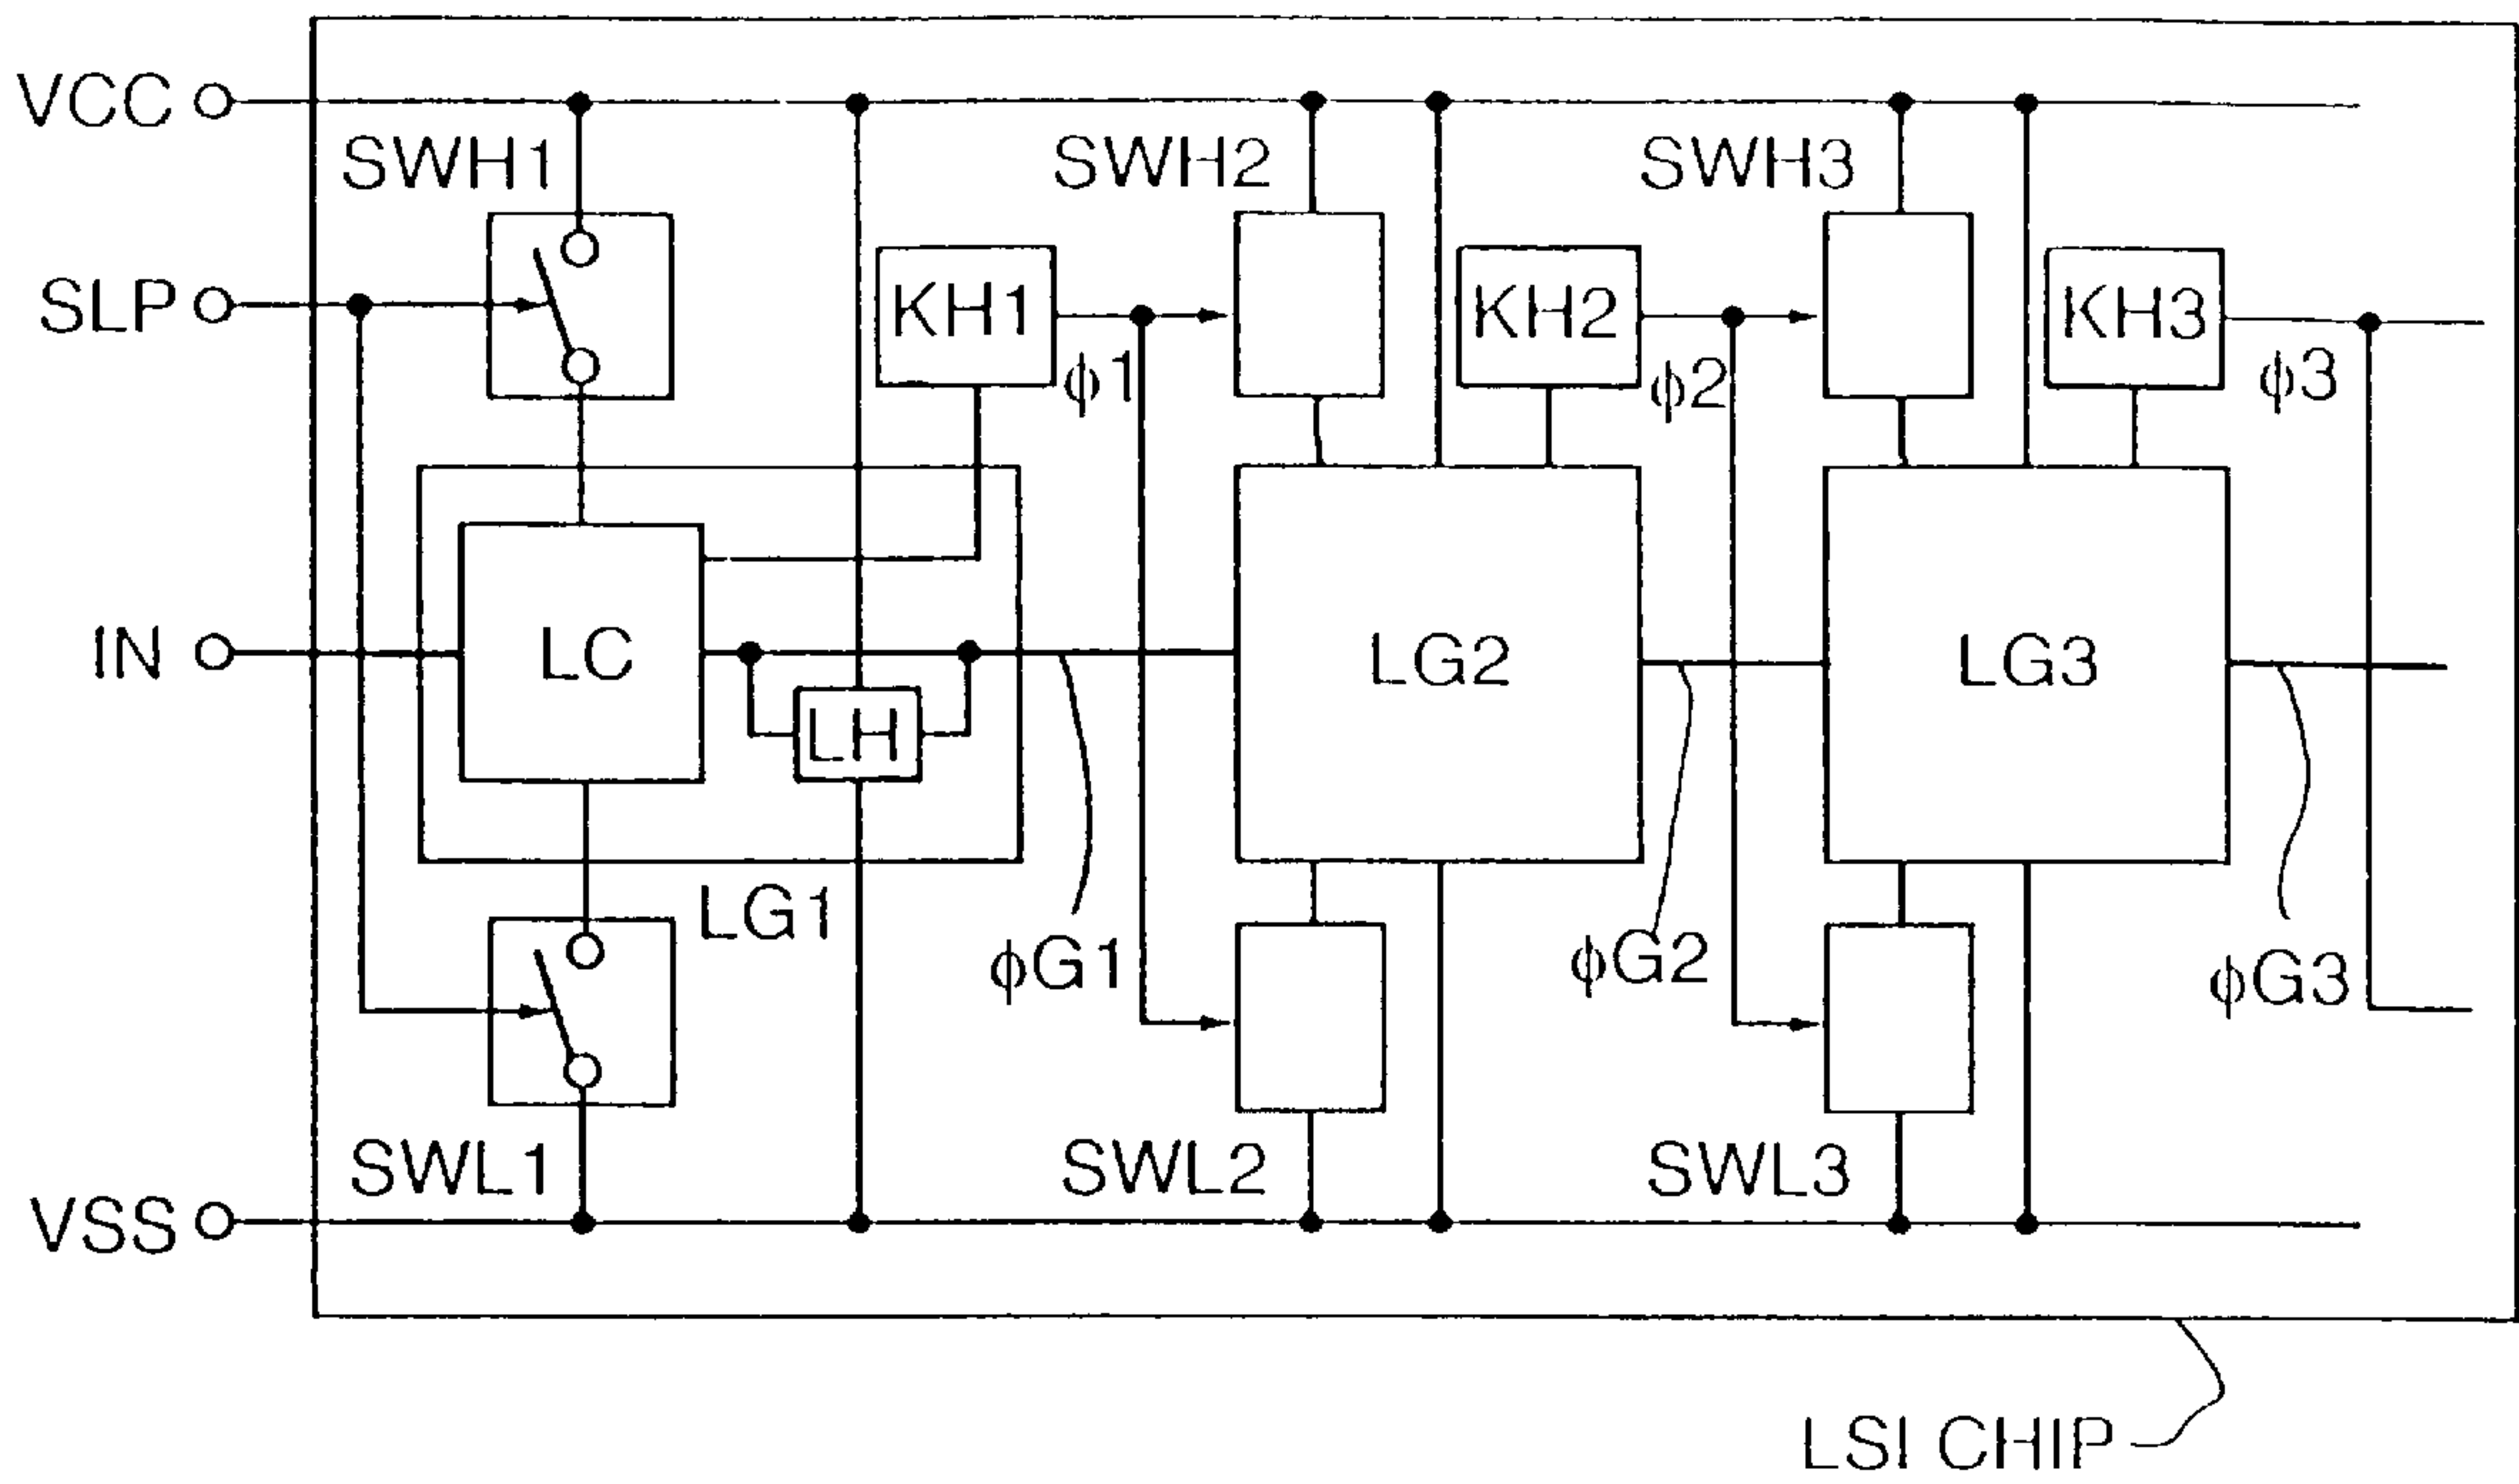 VCC
SWH1
SWH2
SWH3
SLP
KH1
KH2
KH3
ϕ1
ϕ2
ϕ3
IN
LC
LH
LG2
LG3
LG1
ϕG1
ϕG2
ϕG3
SWL1
SWL2
SWL3
VSS
LSI CHIP